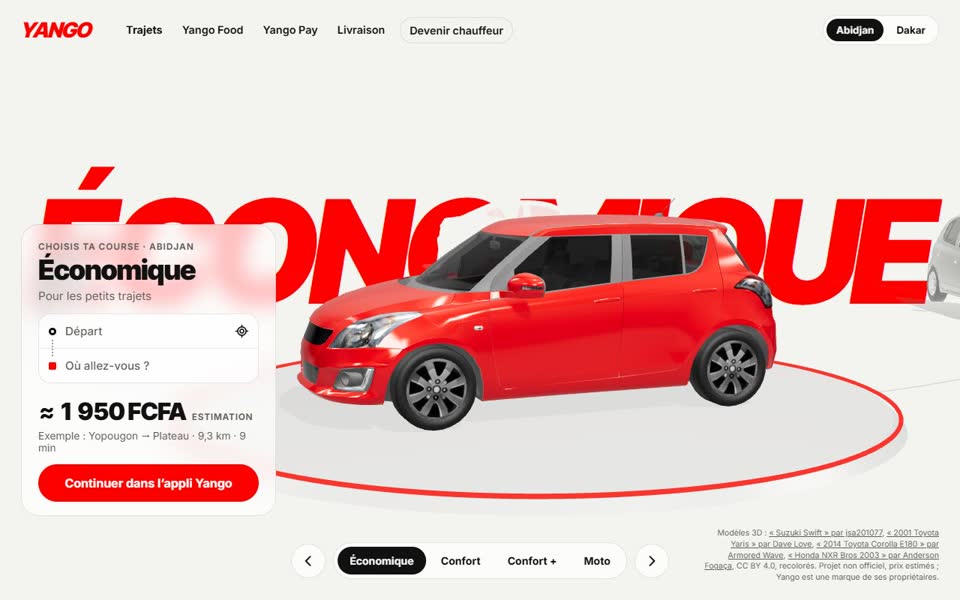 YANGO
Trajets
Yango Food
Yango Pay
Livraison
Devenir chauffeur
Abidjan
Dakar
ÉCONOMIQUE
CHOISIS TA COURSE · ABIDJAN
Économique
Pour les petits trajets
Départ
Où allez-vous ?
≈ 1 950 FCFA ESTIMATION
Exemple : Yopougon → Plateau · 9,3 km · 9
min
Continuer dans l’appli Yango
Économique
Confort
Confort +
Moto
Modèles 3D : « Suzuki Swift » par isa201077, « 2001 Toyota
Yaris » par Dave Love, « 2014 Toyota Corolla E180 » par
Armored Wave, « Honda NXR Bros 2003 » par Anderson
Fogaça, CC BY 4.0, recolorés. Projet non officiel, prix estimés ;
Yango est une marque de ses propriétaires.